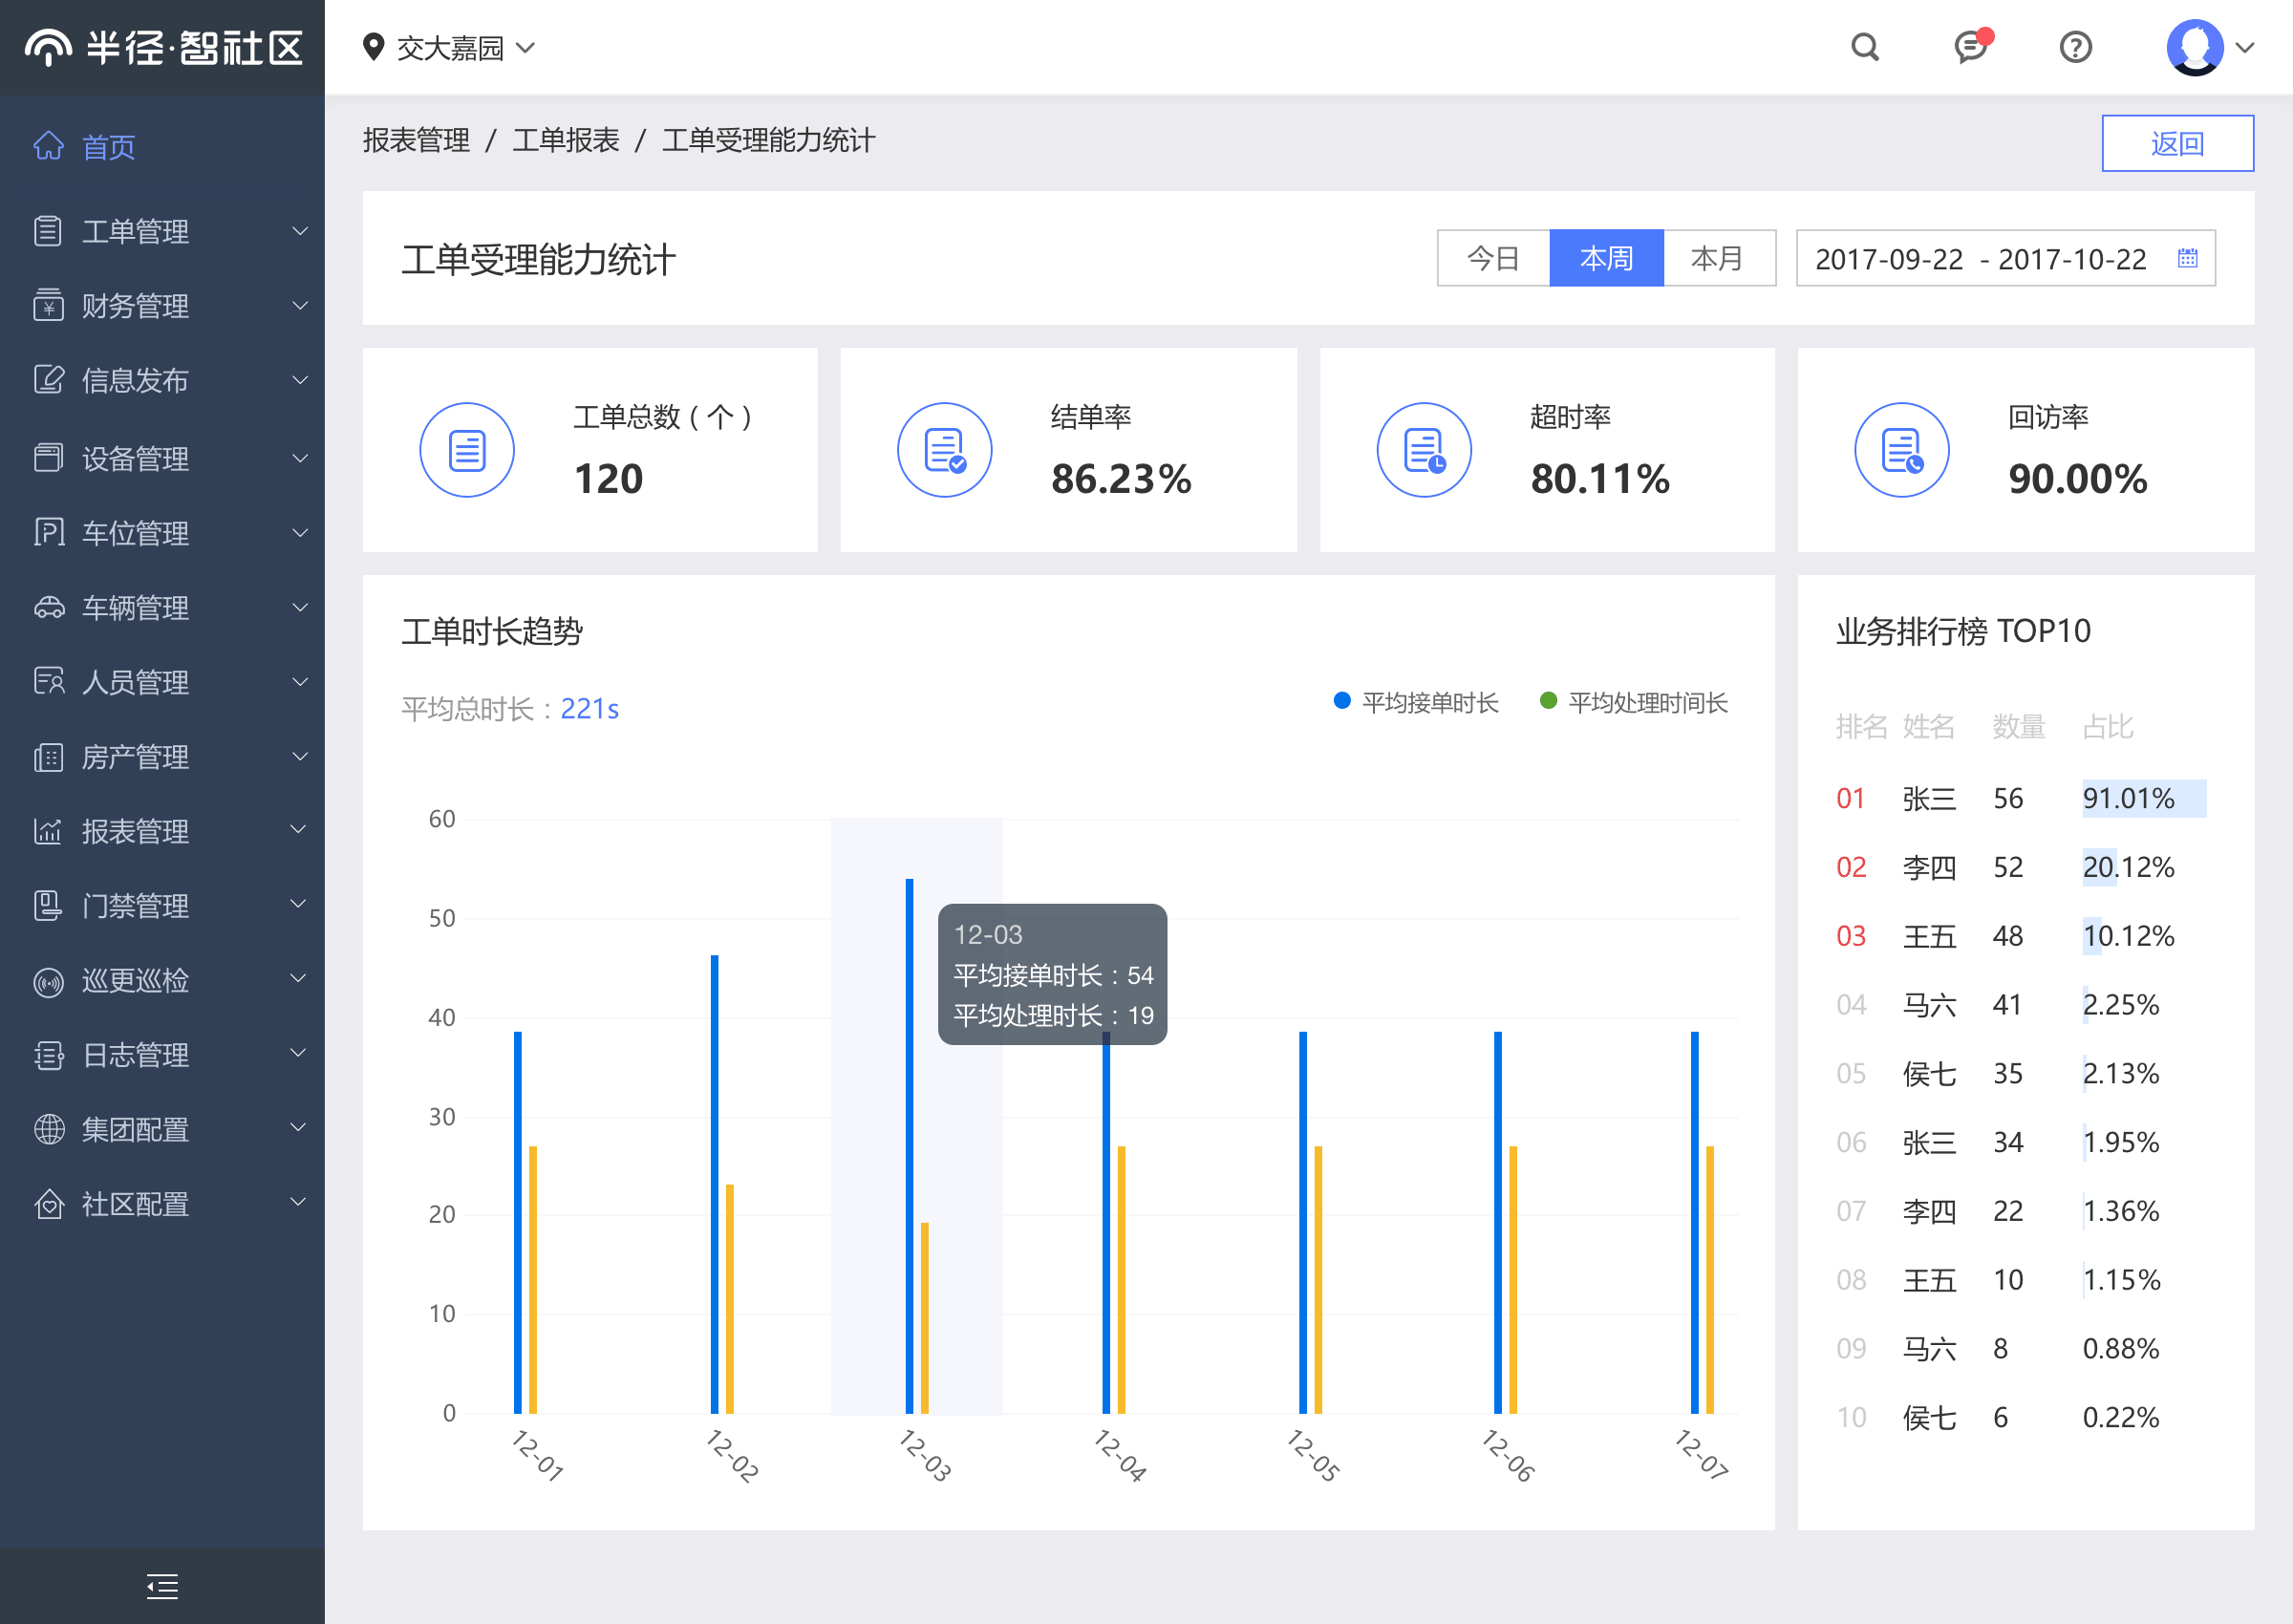 半径·智社区
交大嘉园
首页
工单管理
财务管理
信息发布
设备管理
车位管理
车辆管理
人员管理
房产管理
报表管理
门禁管理
巡更巡检
日志管理
集团配置
社区配置
报表管理 / 工单报表 / 工单受理能力统计
返回
工单受理能力统计
今日 本周 本月
2017-09-22 - 2017-10-22
工单总数（个）
120
结单率
86.23%
超时率
80.11%
回访率
90.00%
工单时长趋势
平均总时长：221s
平均接单时长
平均处理时间长
60
50
40
30
20
10
0
12-03
平均接单时长：54
平均处理时长：19
12-01
12-02
12-03
12-04
12-05
12-06
12-07
业务排行榜 TOP10
排名 姓名 数量 占比
01 张三 56 91.01%
02 李四 52 20.12%
03 王五 48 10.12%
04 马六 41 2.25%
05 侯七 35 2.13%
06 张三 34 1.95%
07 李四 22 1.36%
08 王五 10 1.15%
09 马六 8 0.88%
10 侯七 6 0.22%